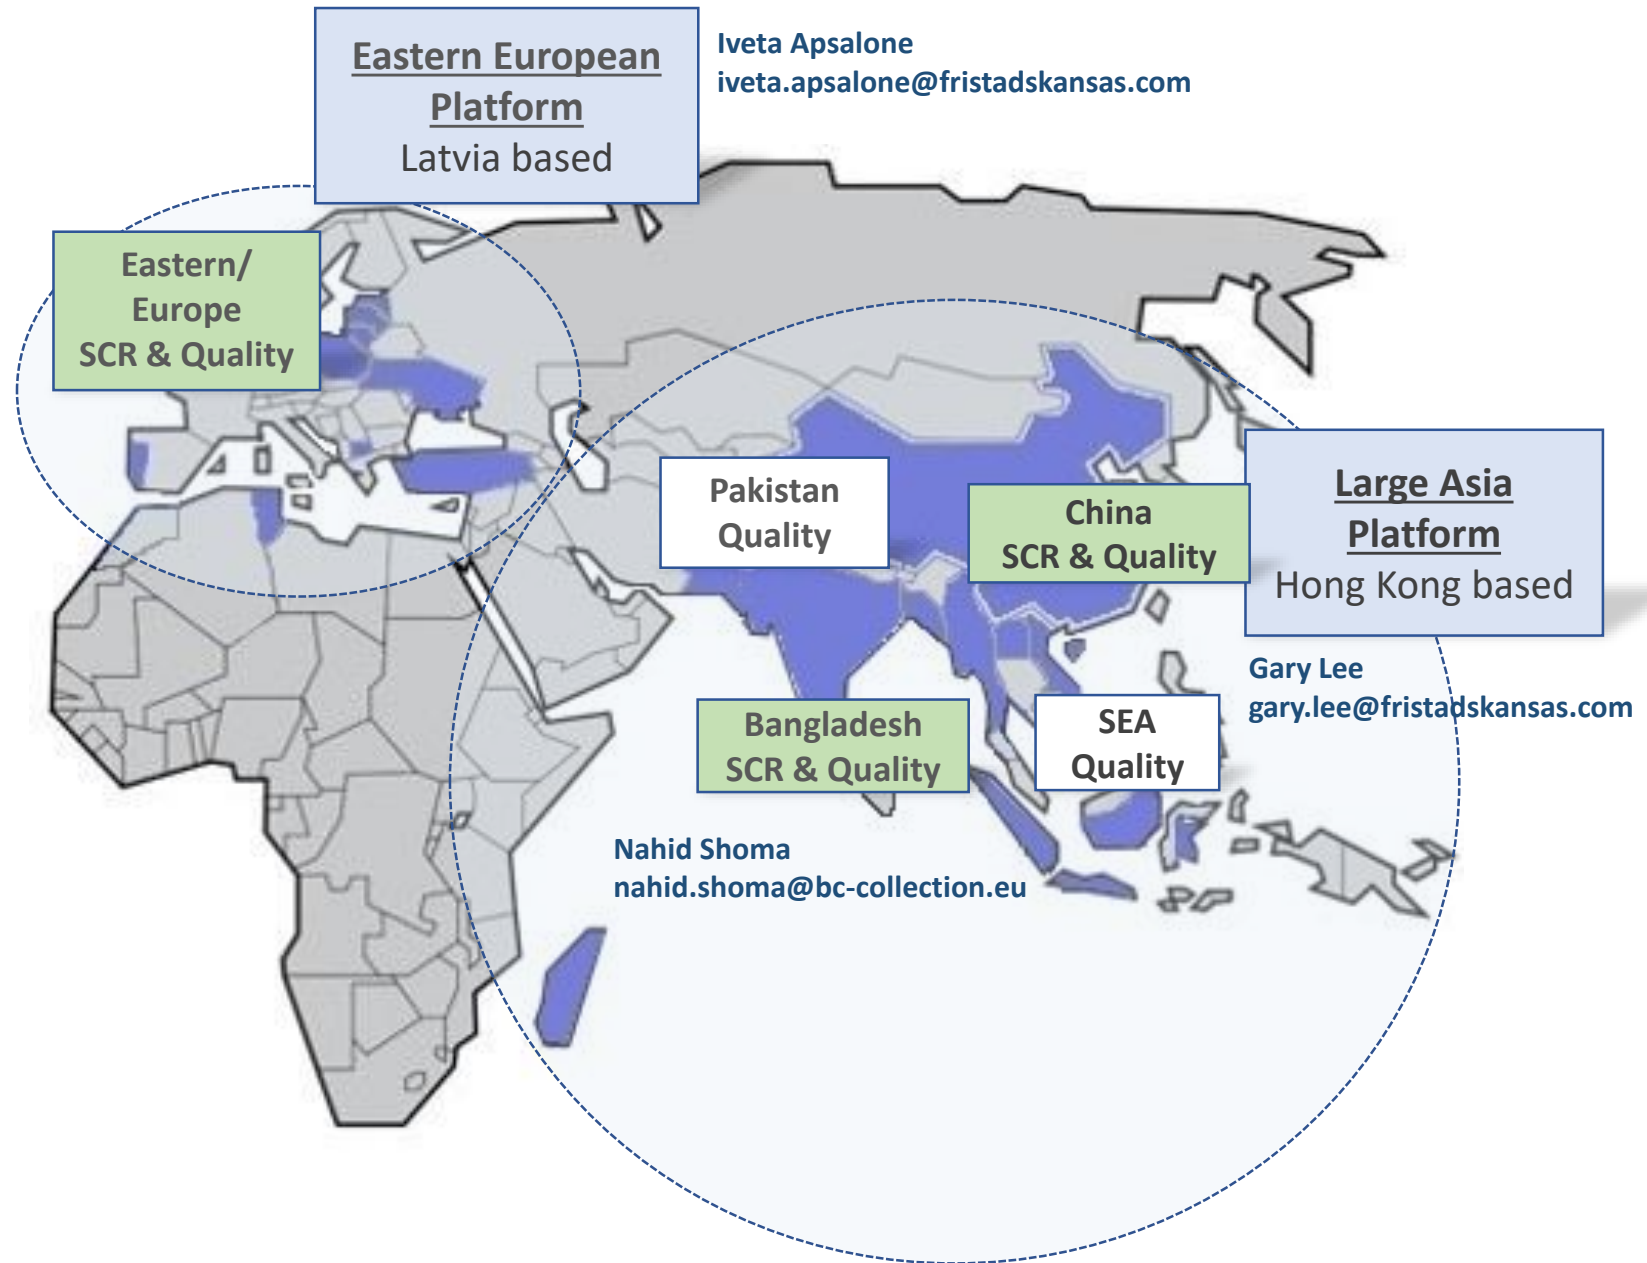 Eastern European
Platform
Latvia based
Iveta Apsalone
iveta.apsalone@fristadskansas.com
Eastern/
Europe
SCR & Quality
Pakistan
Quality
China
SCR & Quality
Large Asia
Platform
Hong Kong based
Gary Lee
gary.lee@fristadskansas.com
Bangladesh
SCR & Quality
SEA
Quality
Nahid Shoma
nahid.shoma@bc-collection.eu